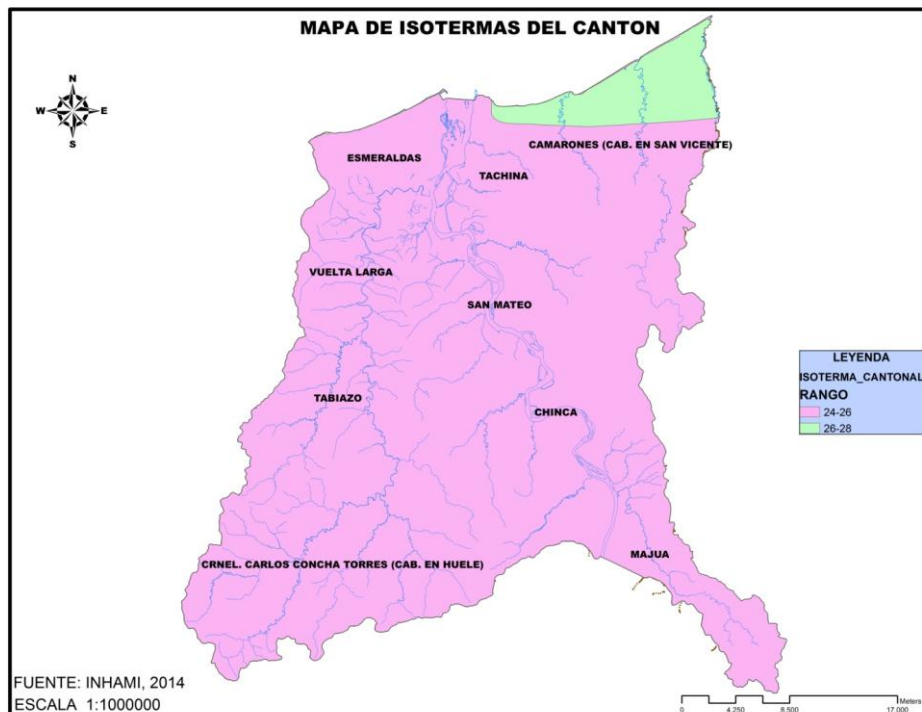 MAPA DE ISOTERMAS DEL CANTON
N
W E
S
CAMARONES (CAB. EN SAN VICENTE)
ESMERALDAS
TACHINA
VUELTA LARGA
SAN MATEO
LEYENDA
ISOTERMA_CANTONAL
RANGO
24-26
26-28
TABIAZO
CHINCA
MAJUA
CRNEL. CARLOS CONCHA TORRES (CAB. EN HUELE)
FUENTE: INHAMI, 2014
ESCALA 1:1000000
Meters
0 4.250 8.500 17.000